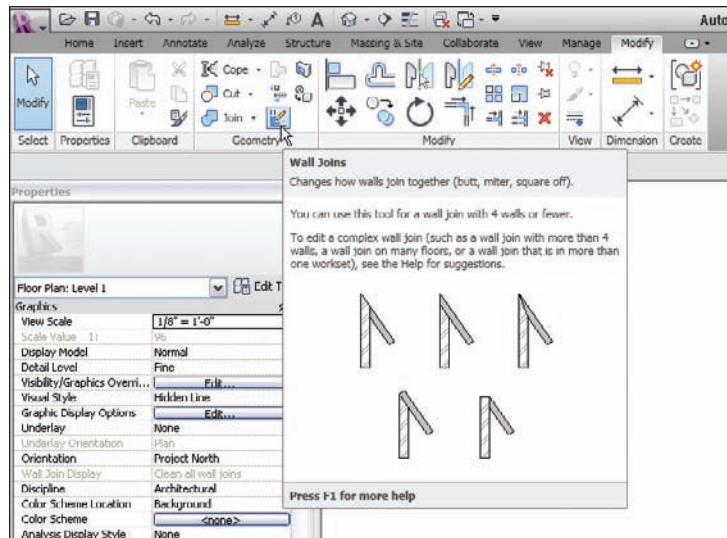 Auto
Home Insert Annotate Analyze Structure Massing & Site Collaborate View Manage Modify
Modify
Paste
Cope
Cut
Join
Select Properties Clipboard Geometry Modify View Dimension Create
Wall Joins
Changes how walls join together (butt, miter, square off).
You can use this tool for a wall join with 4 walls or fewer.
To edit a complex wall join (such as a wall join with more than 4
walls, a wall join on many floors, or a wall join that is in more than
one workset), see the Help for suggestions.
Press F1 for more help
Properties
Floor Plan: Level 1 Edit T
Graphics
View Scale 1/8" = 1'-0"
Scale Value 1: 96
Display Model Normal
Detail Level Fine
Visibility/Graphics Overri... Edit...
Visual Style Hidden Line
Graphic Display Options Edit...
Underlay None
Underlay Orientation Plan
Orientation Project North
Wall Join Display Clean all wall joins
Discipline Architectural
Color Scheme Location Background
Color Scheme <none>
Analysis Display Style None